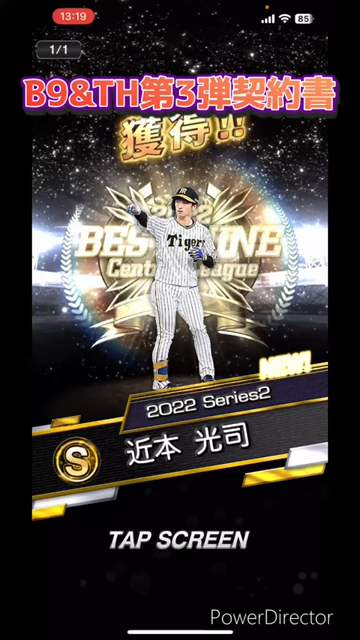 13:19
85
1/1
B9&TH第3弾契約書
獲得!!
2022
BEST NINE
Central League
Tigers
NEW!
2022 Series2
S
近本 光司
TAP SCREEN
PowerDirector